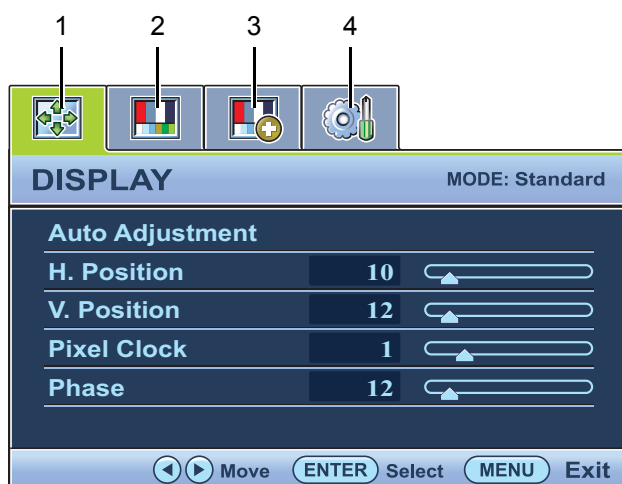 1 2 3 4
DISPLAY MODE: Standard
Auto Adjustment
H. Position 10
V. Position 12
Pixel Clock 1
Phase 12
Move ENTER Select MENU Exit